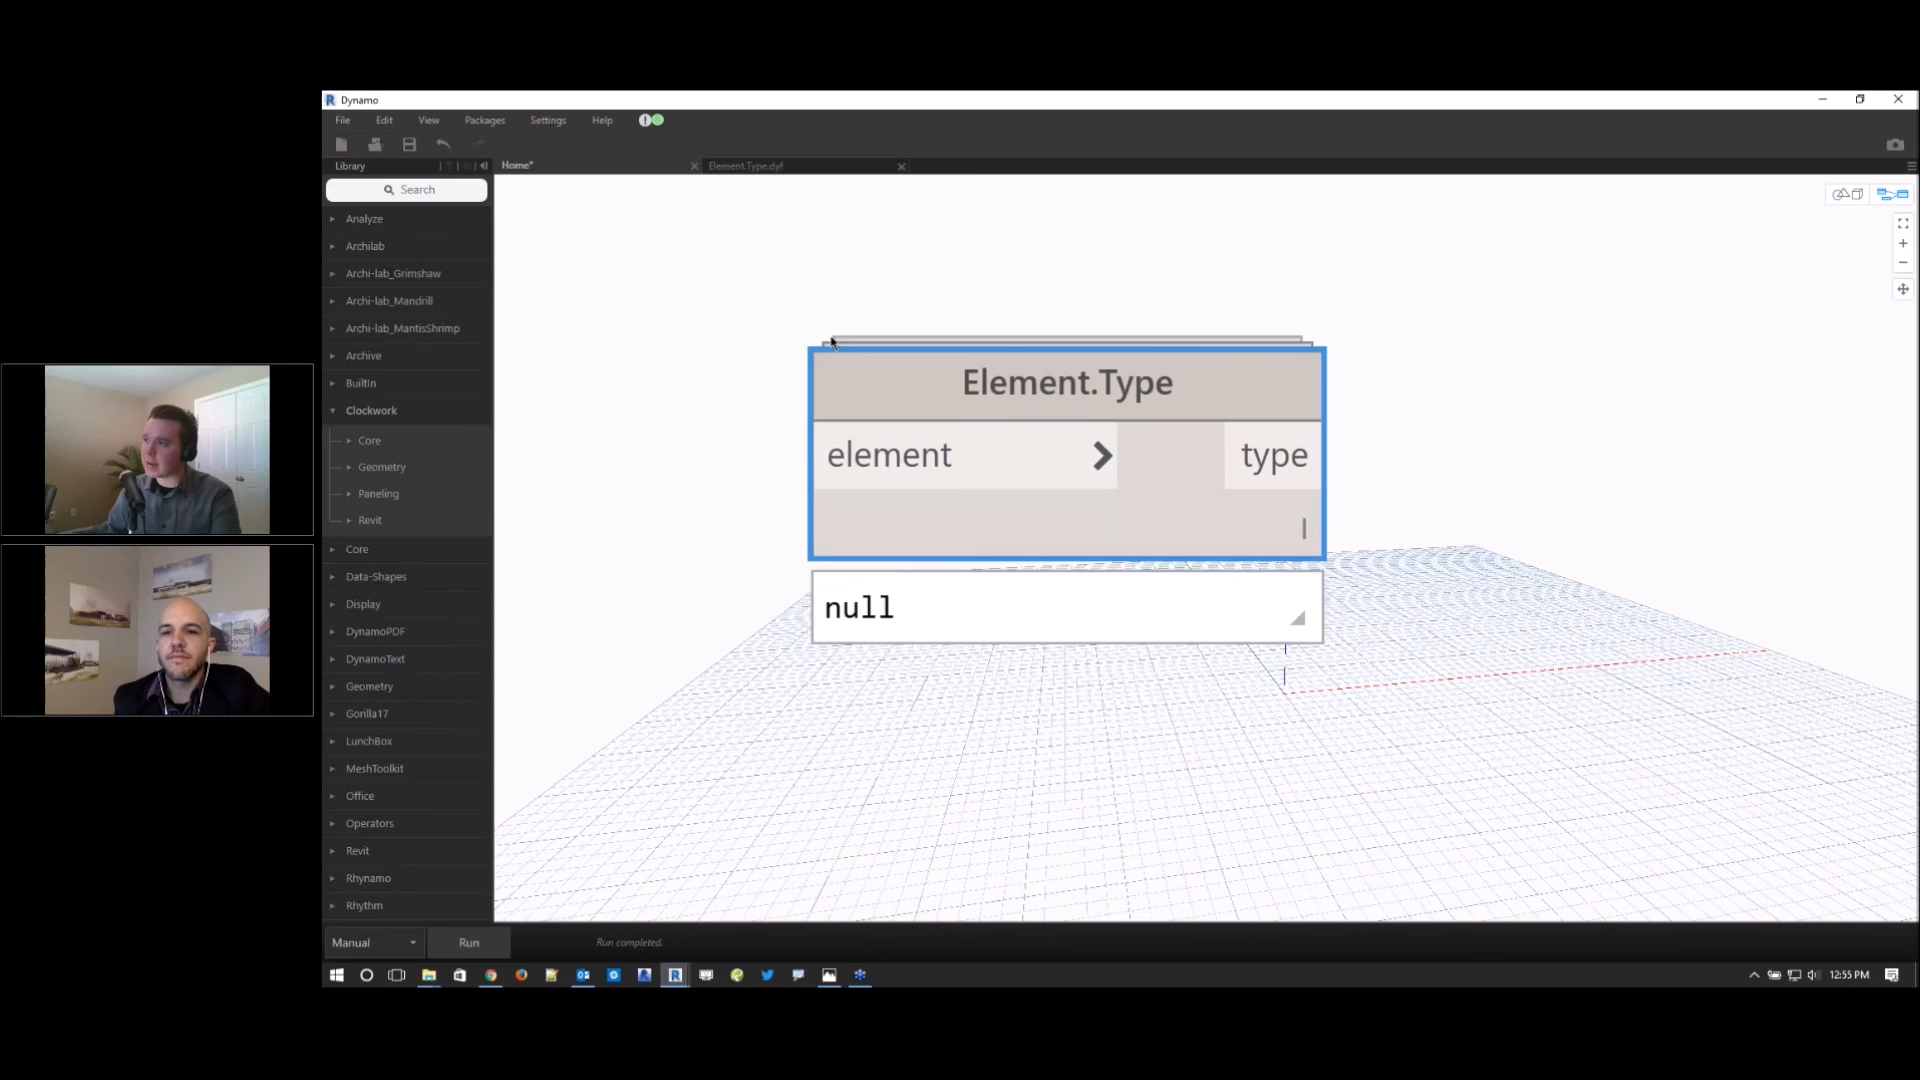 Dynamo
File Edit View Packages Settings Help
Library
Home*
Element.Type.dyf
Search
Analyze
Archilab
Archi-lab_Grimshaw
Archi-lab_Mandrill
Archi-lab_MantisShrimp
Archive
BuiltIn
Clockwork
Core
Geometry
Paneling
Revit
Core
Data-Shapes
Display
DynamoPDF
DynamoText
Geometry
Gorilla17
LunchBox
MeshToolkit
Office
Operators
Revit
Rhynamo
Rhythm
Element.Type
element
type
null
Manual
Run
Run completed.
12:55 PM